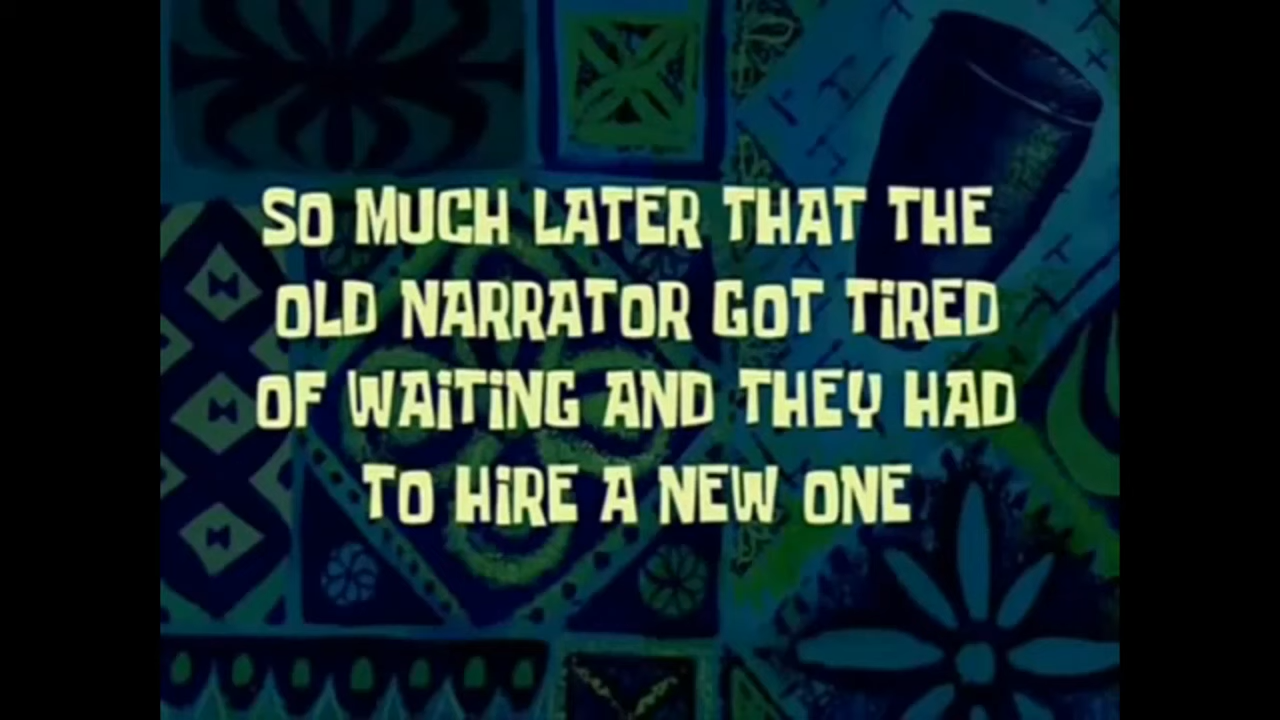 SO MUCH LATER THAT THE
OLD NARRATOR GOT TiRED
OF WAiTiNG AND THEY HAD
TO HiRE A NEW ONE